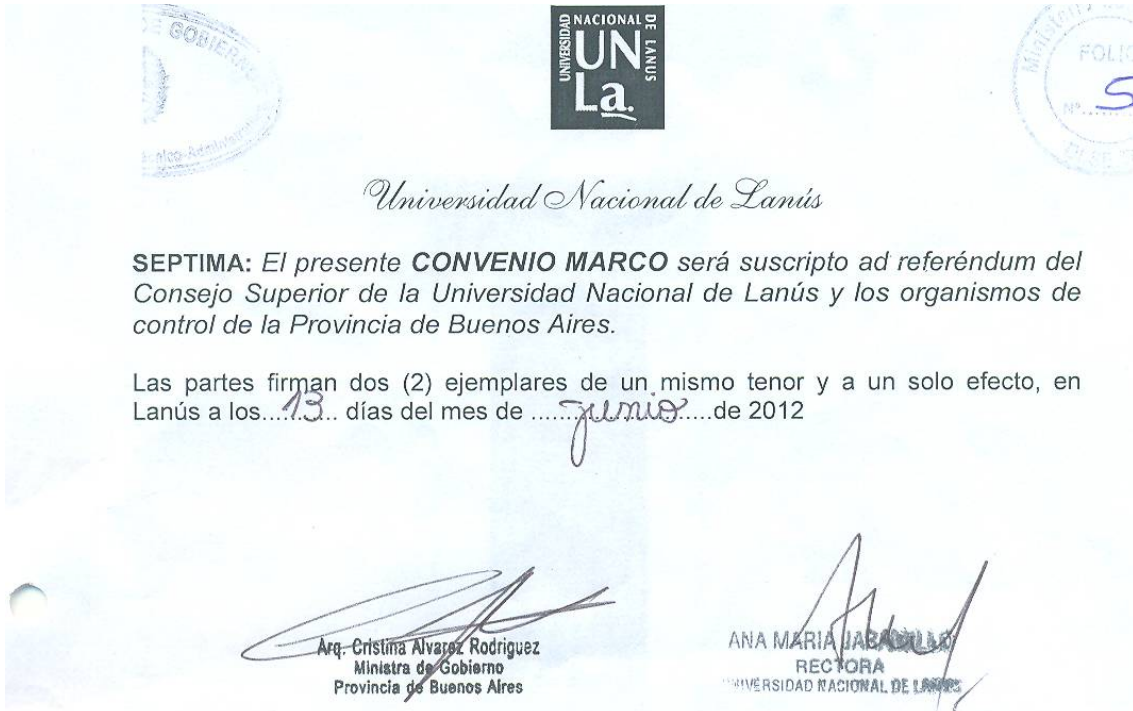 DE GOBIERNO
UNIVERSIDAD NACIONAL DE LANUS
UN
La.
FOLIO
Nº 5
Universidad Nacional de Lanús
SEPTIMA: El presente CONVENIO MARCO será suscripto ad referéndum del
Consejo Superior de la Universidad Nacional de Lanús y los organismos de
control de la Provincia de Buenos Aires.
Las partes firman dos (2) ejemplares de un mismo tenor y a un solo efecto, en
Lanús a los.....13... días del mes de .....junio.....de 2012
Arq. Cristina Alvarez Rodriguez
Ministra de Gobierno
Provincia de Buenos Aires
ANA MARIA JARAMILLO
RECTORA
UNIVERSIDAD NACIONAL DE LANUS